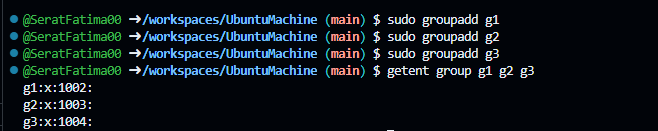 @SeratFatima00 ➜/workspaces/UbuntuMachine (main) $ sudo groupadd g1
@SeratFatima00 ➜/workspaces/UbuntuMachine (main) $ sudo groupadd g2
@SeratFatima00 ➜/workspaces/UbuntuMachine (main) $ sudo groupadd g3
@SeratFatima00 ➜/workspaces/UbuntuMachine (main) $ getent group g1 g2 g3
g1:x:1002:
g2:x:1003:
g3:x:1004: